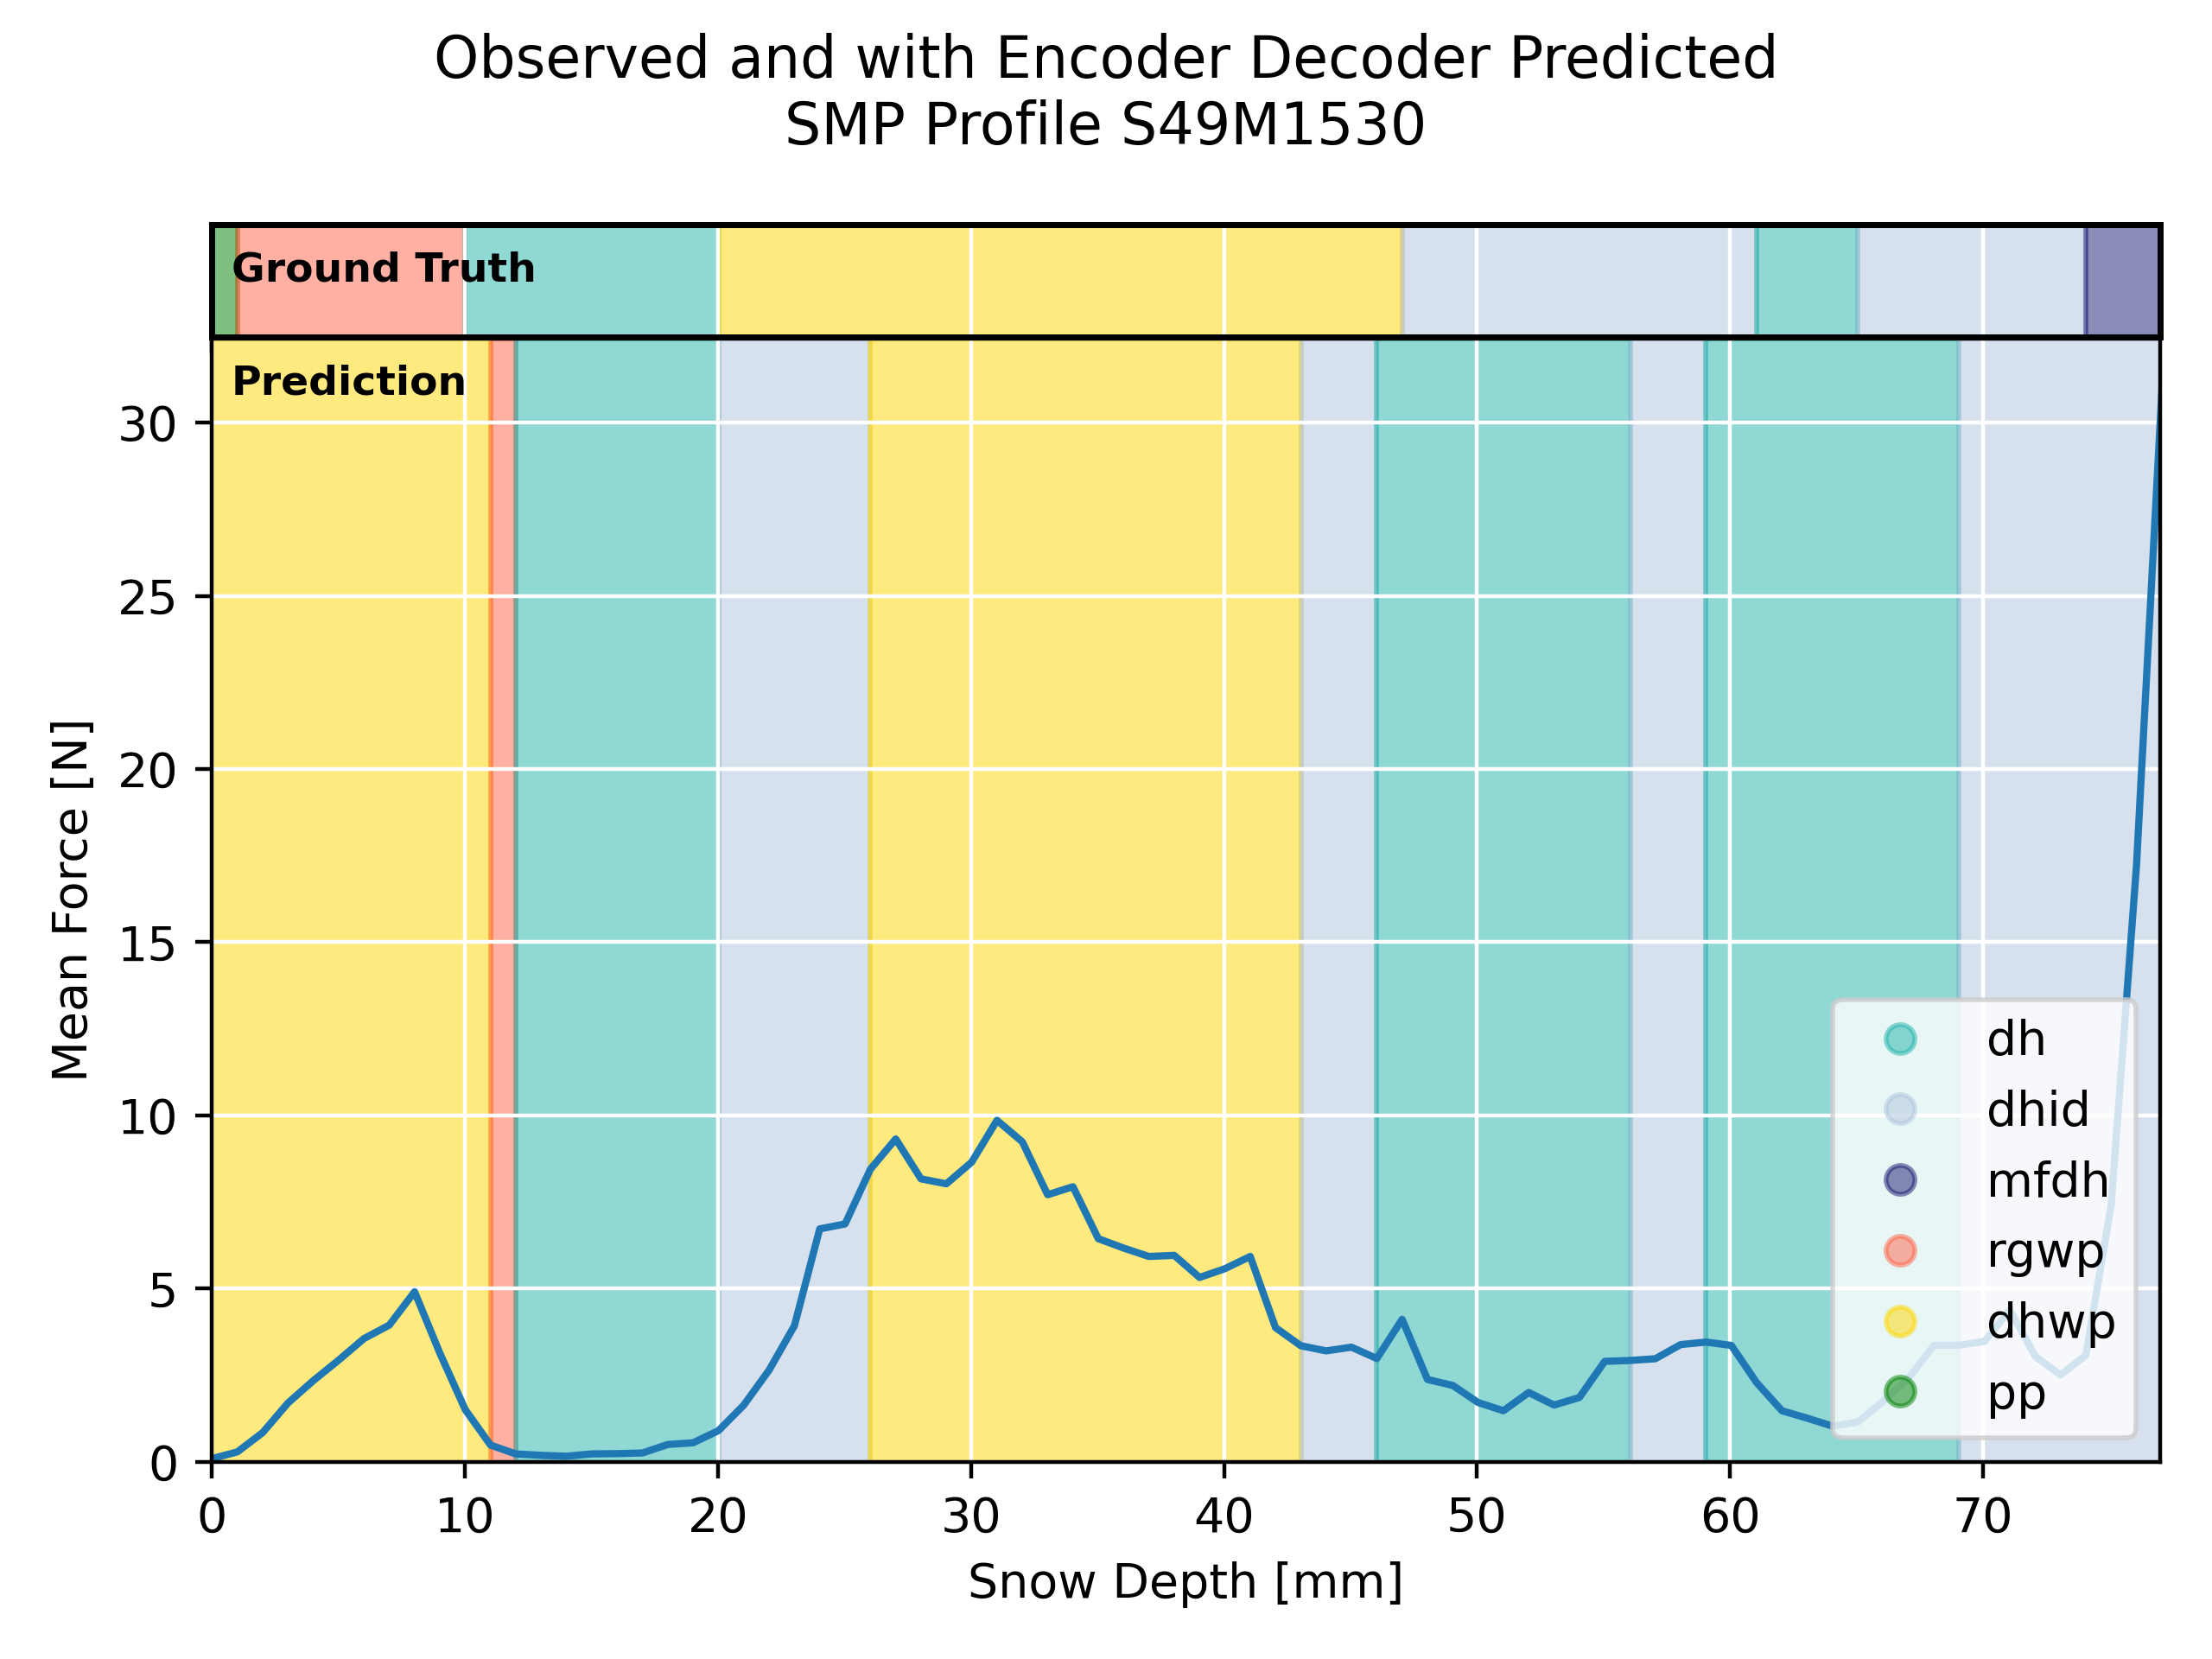 Observed and with Encoder Decoder Predicted
SMP Profile S49M1530
Ground Truth
Prediction
30
25
20
15
10
5
0
Mean Force [N]
dh
dhid
mfdh
rgwp
dhwp
pp
0 10 20 30 40 50 60 70
Snow Depth [mm]